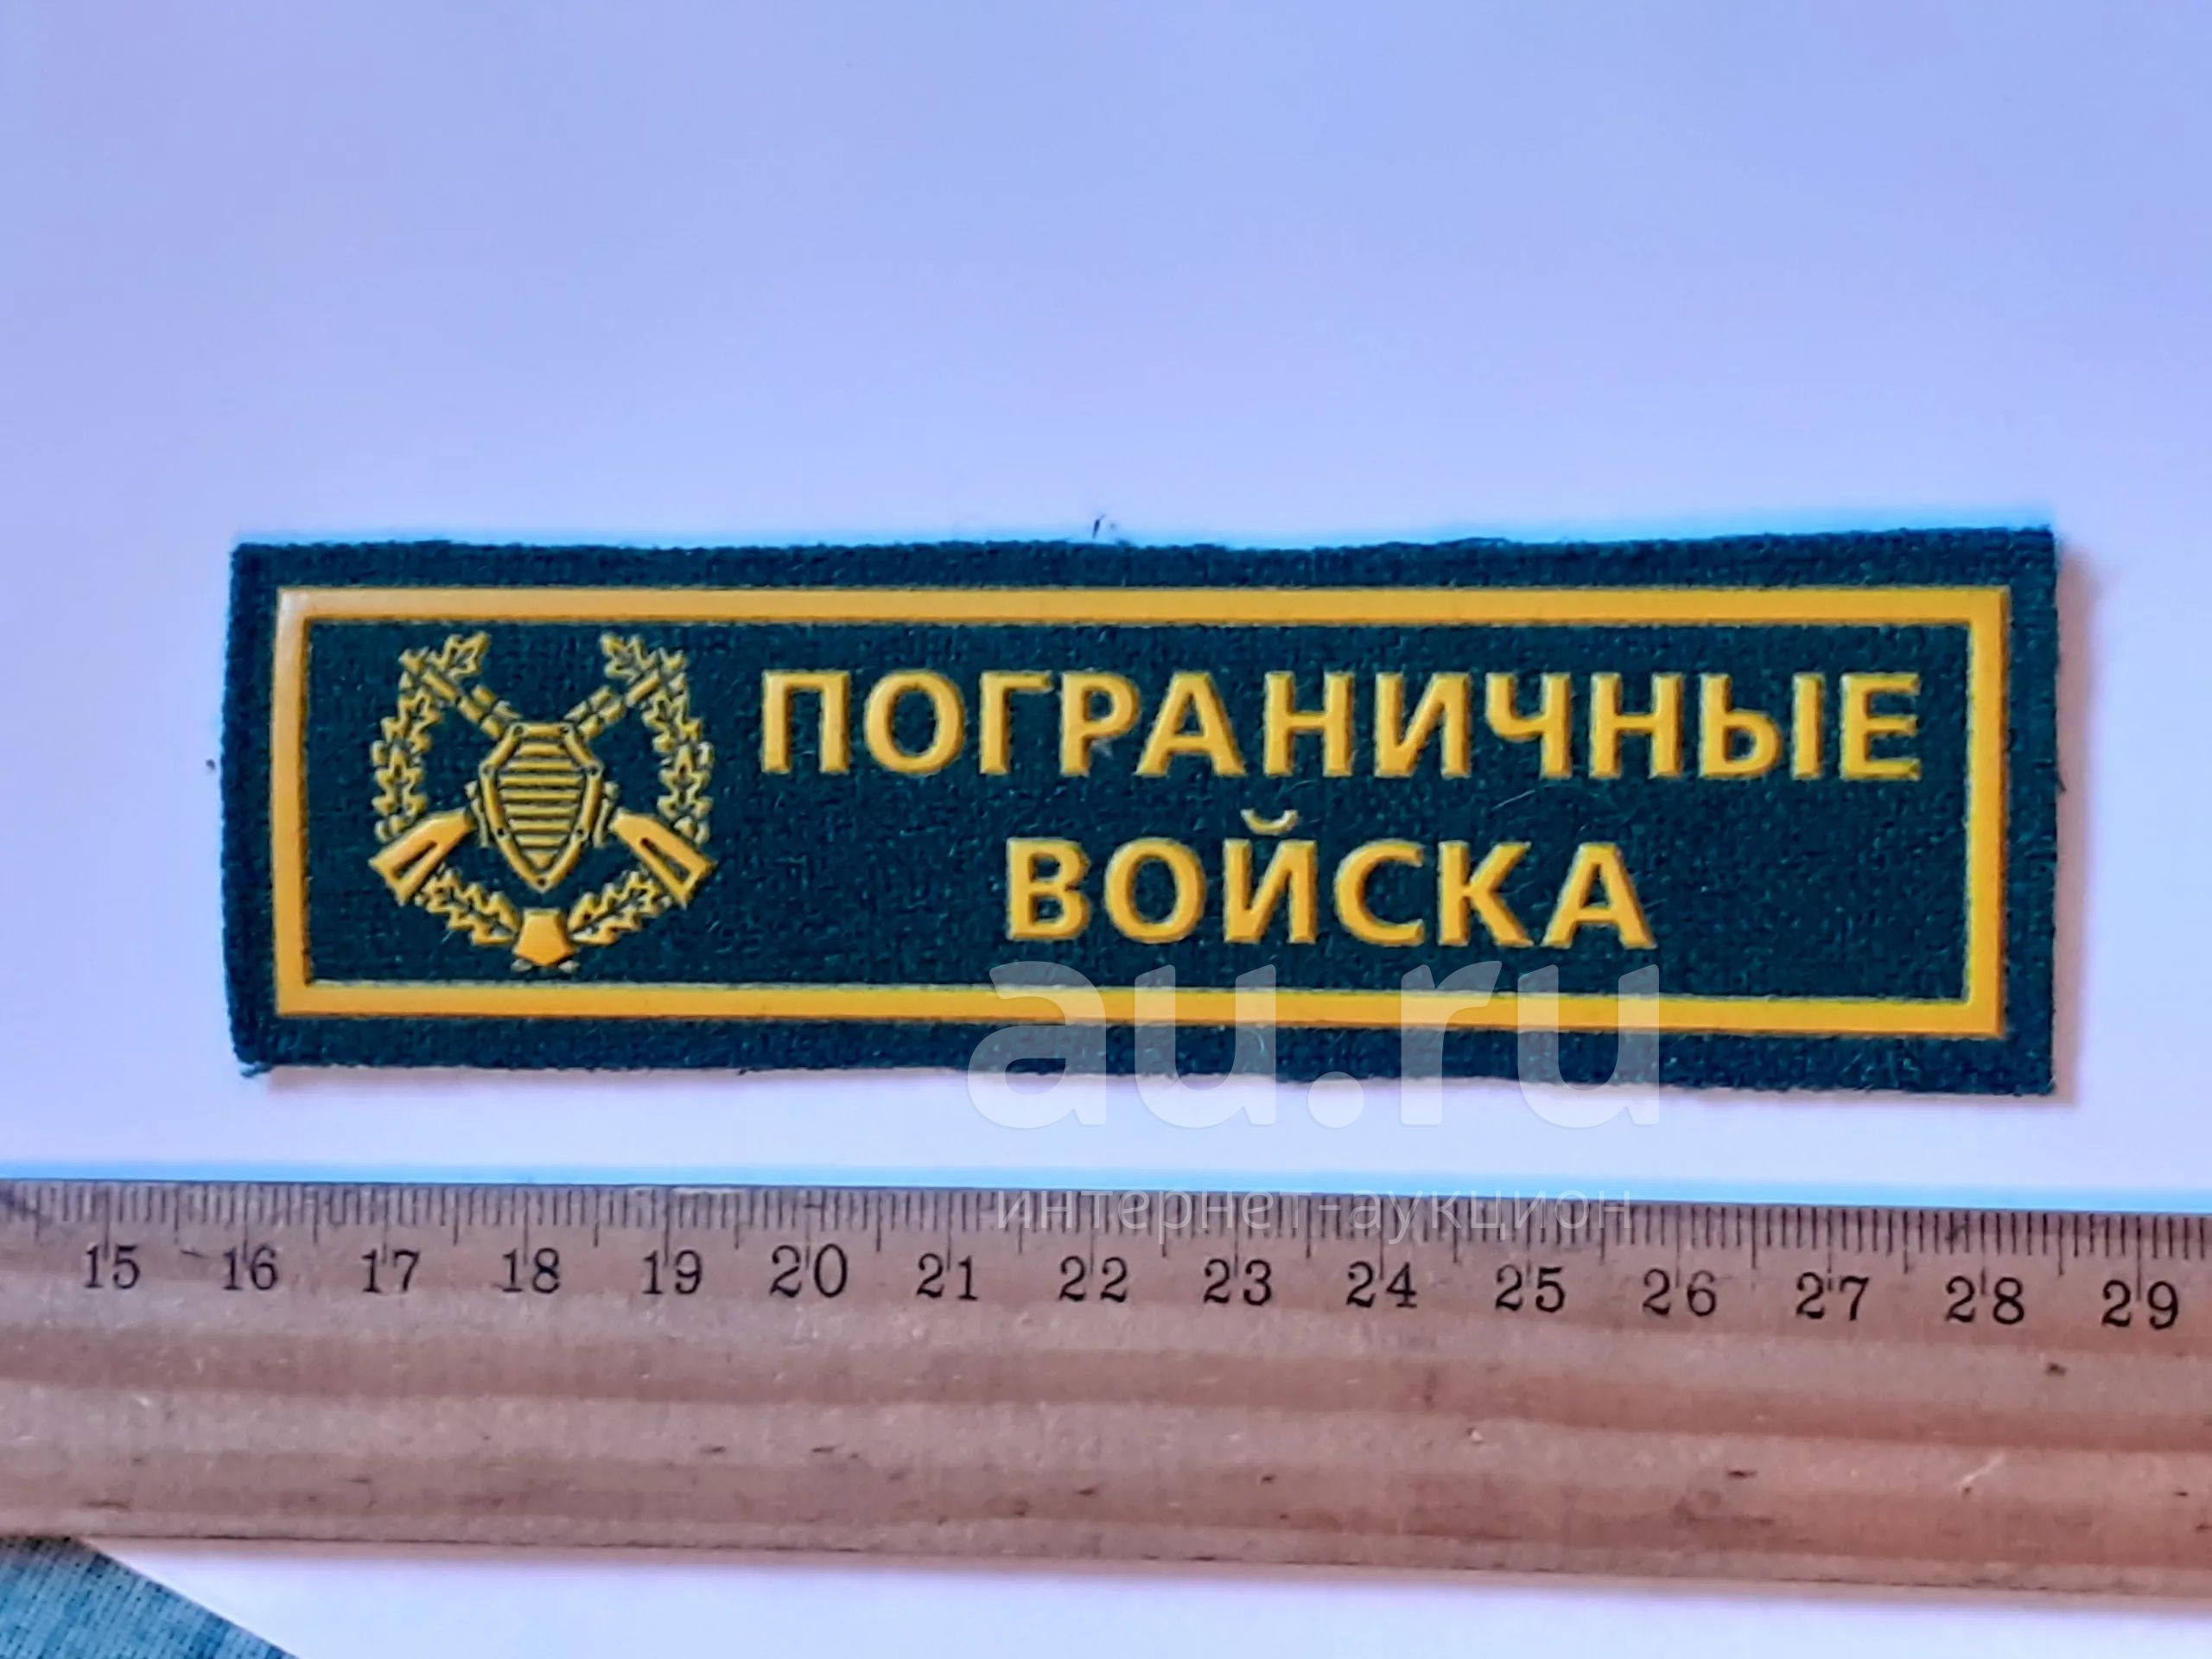 ПОГРАНИЧНЫЕ
ВОЙСКА
au.ru
интернет-аукцион
15 16 17 18 19 20 21 22 23 24 25 26 27 28 29